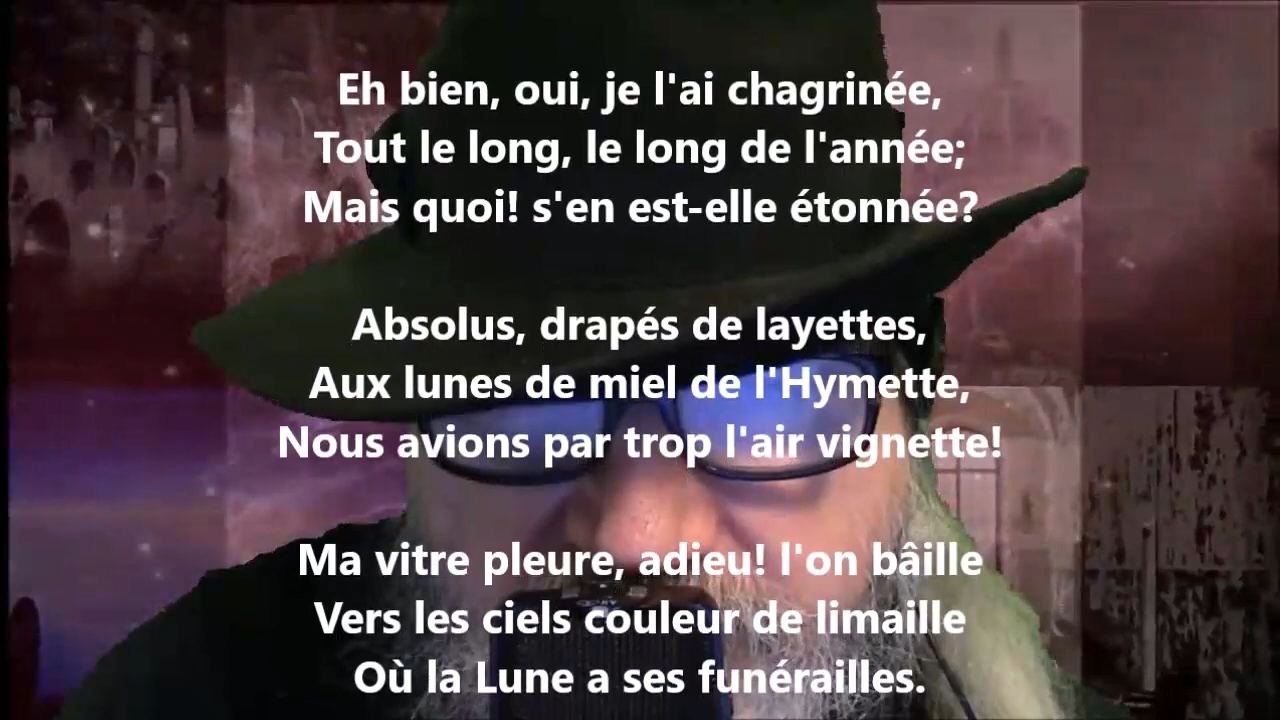 Eh bien, oui, je l'ai chagrinée,
Tout le long, le long de l'année;
Mais quoi! s'en est-elle étonnée?
Absolus, drapés de layettes,
Aux lunes de miel de l'Hymette,
Nous avions par trop l'air vignette!
Ma vitre pleure, adieu! l'on bâille
Vers les ciels couleur de limaille
Où la Lune a ses funérailles.